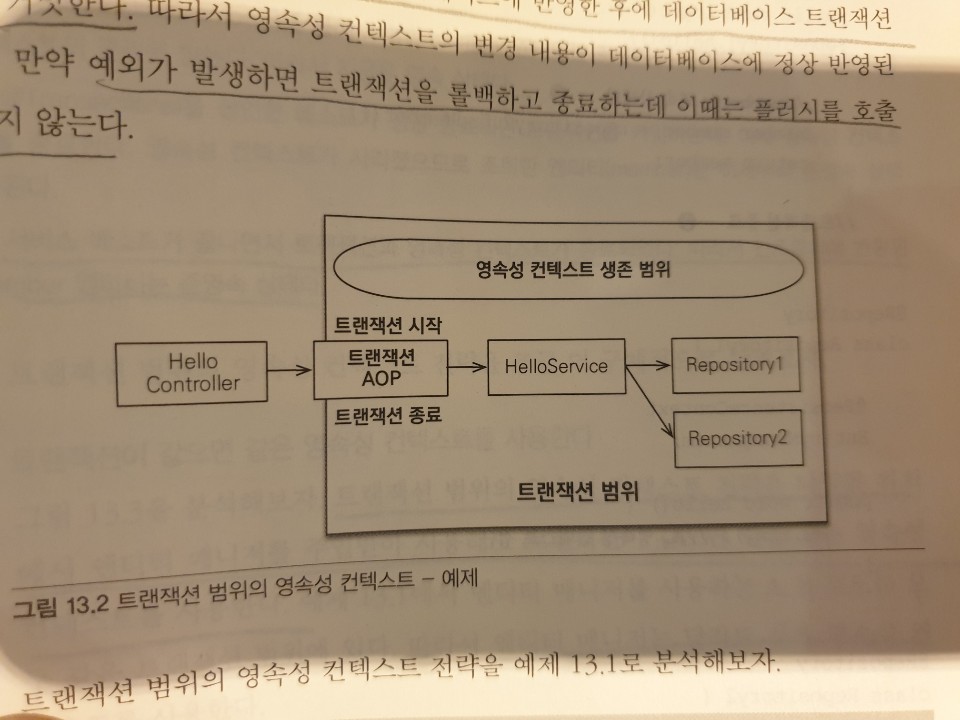 반영한 후에 데이터베이스 트랜잭션
따라서 영속성 컨텍스트의 변경 내용이 데이터베이스에 정상 반영된
만약 예외가 발생하면 트랜잭션을 롤백하고 종료하는데 이때는 플러시를 호출
지 않는다.
영속성 컨텍스트 생존 범위
트랜잭션 시작
Hello
Controller
트랜잭션
AOP
HelloService
Repository1
트랜잭션 종료
Repository2
트랜잭션 범위
그림 13.2 트랜잭션 범위의 영속성 컨텍스트 – 예제
트랜잭션 범위의 영속성 컨텍스트 전략을 예제 13.1로 분석해보자.